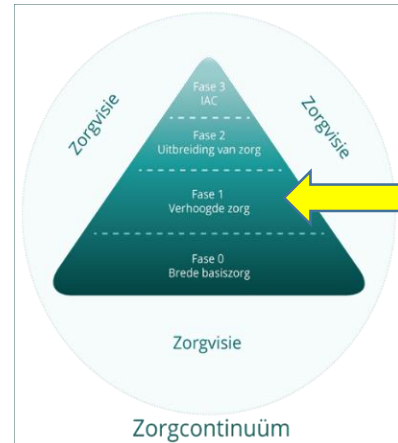 Fase 3
IAC
Zorgvisie
Zorgvisie
Fase 2
Uitbreiding van zorg
Fase 1
Verhoogde zorg
Fase 0
Brede basiszorg
Zorgvisie
Zorgcontinuüm